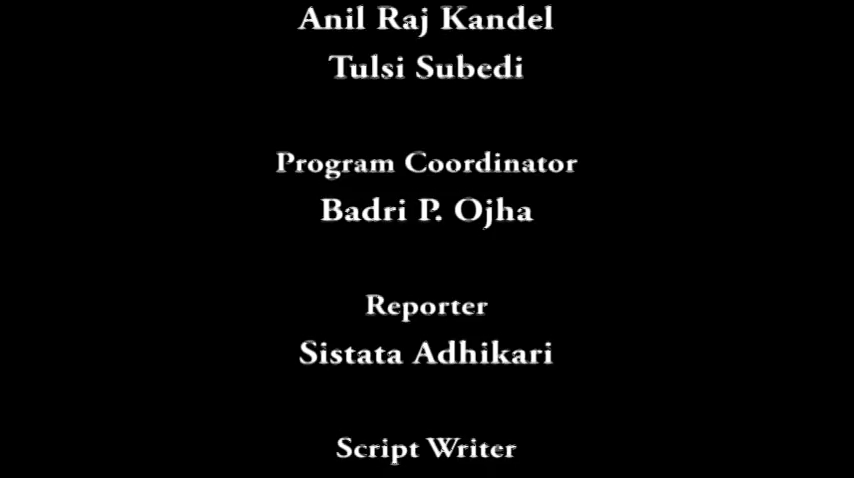 Anil Raj Kandel
Tulsi Subedi
Program Coordinator
Badri P. Ojha
Reporter
Sistata Adhikari
Script Writer